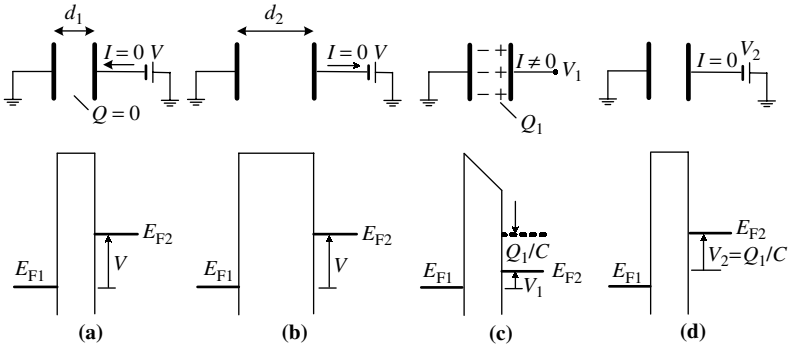 d1
I=0 V
Q=0
EF2
V
EF1
(a)
d2
I=0 V
EF2
V
EF1
(b)
I≠0
V1
− +
− +
− +
Q1
Q1/C
EF2
V1
EF1
(c)
V2
I=0
EF2
V2=Q1/C
EF1
(d)